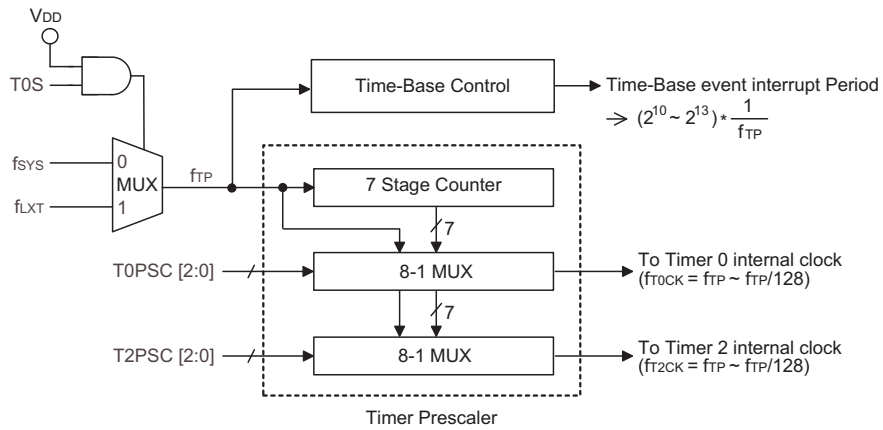 VDD
T0S
Time-Base Control
Time-Base event interrupt Period
→ (2^10 ~ 2^13) * 1/fTP
fSYS
0
MUX
fTP
fLXT
1
7 Stage Counter
7
T0PSC [2:0]
8-1 MUX
To Timer 0 internal clock
(fT0CK = fTP ~ fTP/128)
7
T2PSC [2:0]
8-1 MUX
To Timer 2 internal clock
(fT2CK = fTP ~ fTP/128)
Timer Prescaler